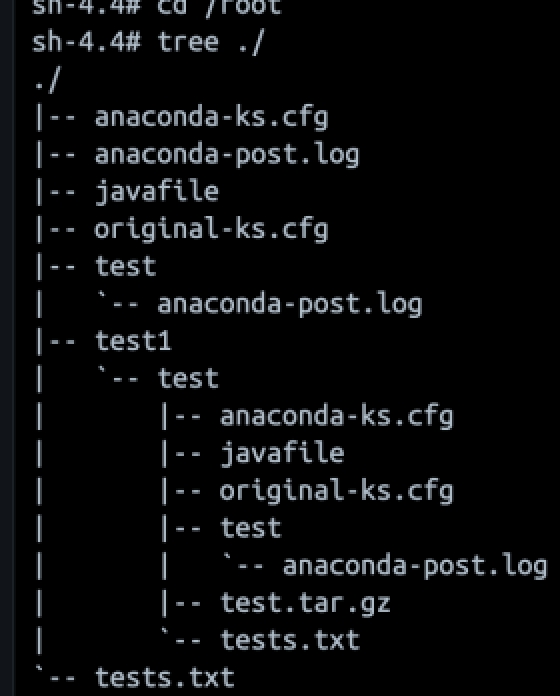 sh-4.4# cd /root
sh-4.4# tree ./
./
|-- anaconda-ks.cfg
|-- anaconda-post.log
|-- javafile
|-- original-ks.cfg
|-- test
|   `-- anaconda-post.log
|-- test1
|   `-- test
|       |-- anaconda-ks.cfg
|       |-- javafile
|       |-- original-ks.cfg
|       |-- test
|       |   `-- anaconda-post.log
|       |-- test.tar.gz
|       `-- tests.txt
`-- tests.txt